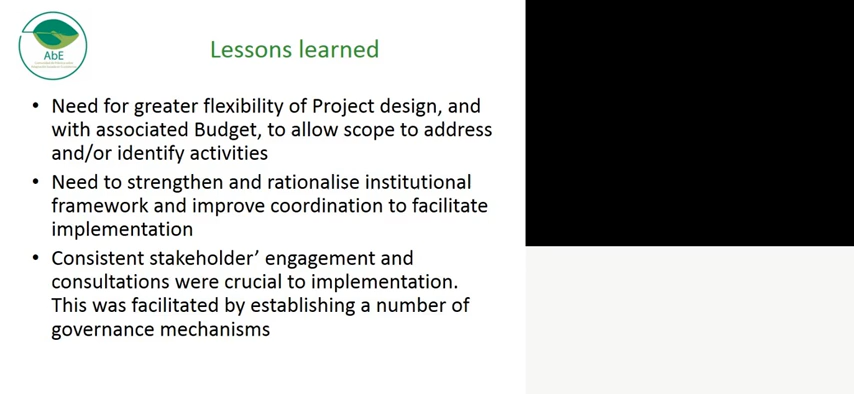 AbE
Lessons learned
• Need for greater flexibility of Project design, and
with associated Budget, to allow scope to address
and/or identify activities
• Need to strengthen and rationalise institutional
framework and improve coordination to facilitate
implementation
• Consistent stakeholder’ engagement and
consultations were crucial to implementation.
This was facilitated by establishing a number of
governance mechanisms